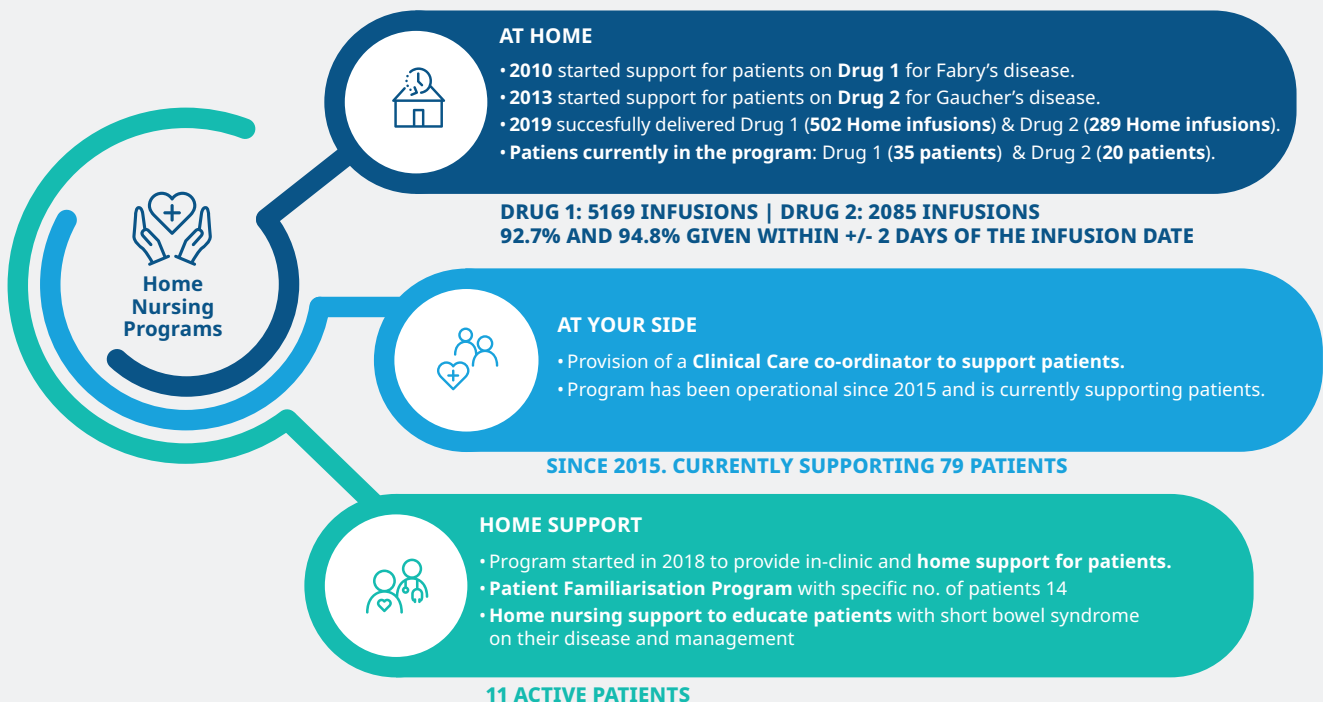 Home
Nursing
Programs
AT HOME
• 2010 started support for patients on Drug 1 for Fabry’s disease.
• 2013 started support for patients on Drug 2 for Gaucher’s disease.
• 2019 succesfully delivered Drug 1 (502 Home infusions) & Drug 2 (289 Home infusions).
• Patiens currently in the program: Drug 1 (35 patients) & Drug 2 (20 patients).
DRUG 1: 5169 INFUSIONS | DRUG 2: 2085 INFUSIONS
92.7% AND 94.8% GIVEN WITHIN +/- 2 DAYS OF THE INFUSION DATE
AT YOUR SIDE
• Provision of a Clinical Care co-ordinator to support patients.
• Program has been operational since 2015 and is currently supporting patients.
SINCE 2015. CURRENTLY SUPPORTING 79 PATIENTS
HOME SUPPORT
• Program started in 2018 to provide in-clinic and home support for patients.
• Patient Familiarisation Program with specific no. of patients 14
• Home nursing support to educate patients with short bowel syndrome
on their disease and management
11 ACTIVE PATIENTS